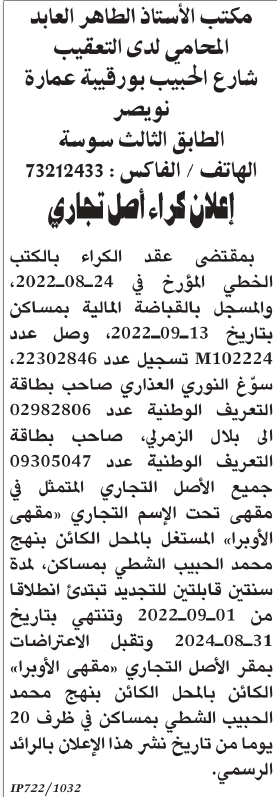 مكتب الأستاذ الطاهر العابد
المحامي لدى التعقيب
شارع الحبيب بورقيبة عمارة
نويصر
الطابق الثالث سوسة
الهاتف / الفاكس : 73212433
إعلان كراء أصل تجاري
بمقتضى عقد الكراء بالكتب
الخطي المؤرخ في 24ــ08ــ2022،
والمسجل بالقباضة المالية بمساكن
بتاريخ 13ــ09ــ2022، وصل عدد
M102224 تسجيل عدد 22302846،
سوّغ النوري العذاري صاحب بطاقة
التعريف الوطنية عدد 02982806
الى بلال الزمرلي، صاحب بطاقة
التعريف الوطنية عدد 09305047
جميع الأصل التجاري المتمثل في
مقهى تحت الإسم التجاري «مقهى
الأوبرا» المستغل بالمحل الكائن بنهج
محمد الحبيب الشطي بمساكن، لمدة
سنتين قابلتين للتجديد تبتدئ انطلاقا
من 01ــ09ــ2022 وتنتهي بتاريخ
31ــ08ــ2024 وتقبل الاعتراضات
بمقر الأصل التجاري «مقهى الأوبرا»
الكائن بالمحل الكائن بنهج محمد
الحبيب الشطي بمساكن في ظرف 20
يوما من تاريخ نشر هذا الإعلان بالرائد
الرسمي.
IP722/1032